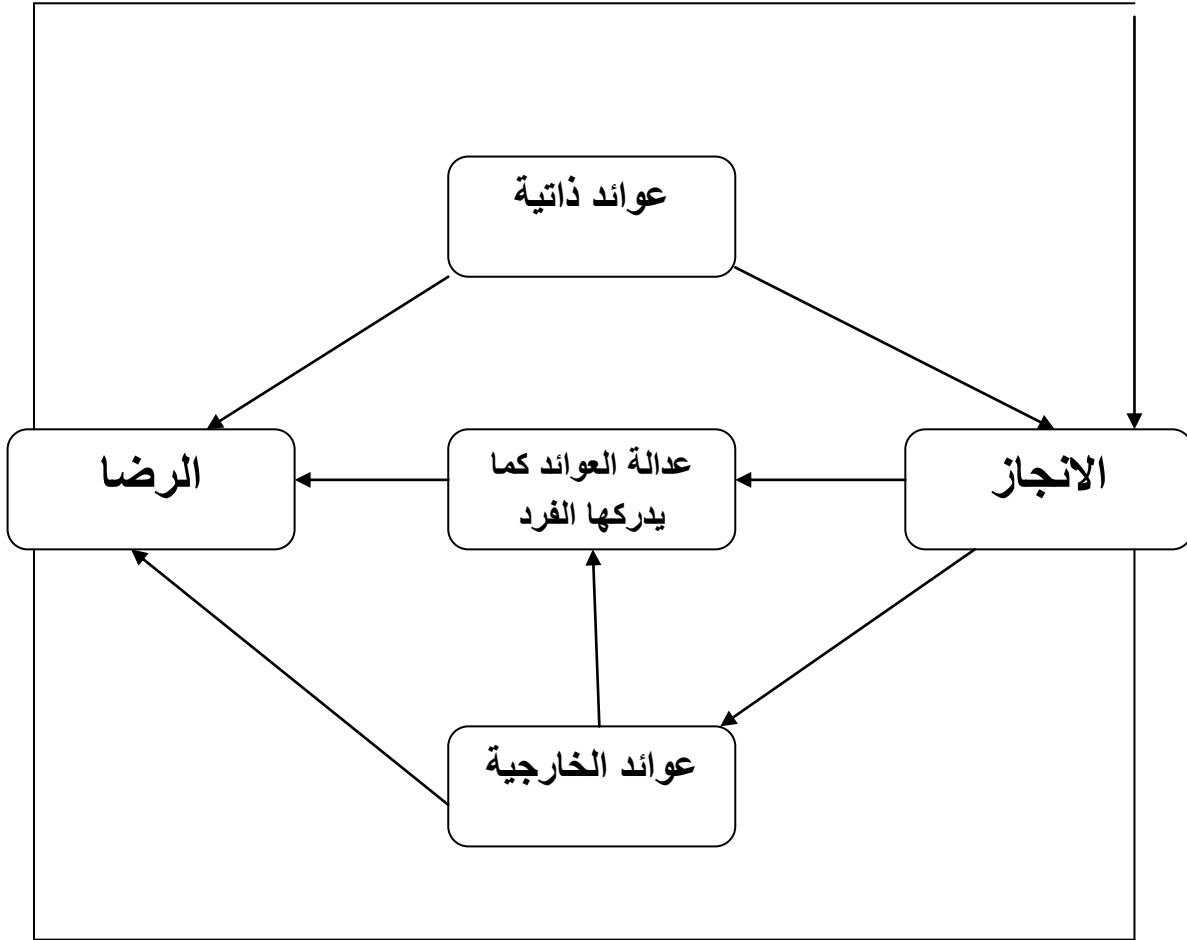 عوائد ذاتية
الانجاز
عدالة العوائد كما
يدركها الفرد
الرضا
عوائد الخارجية